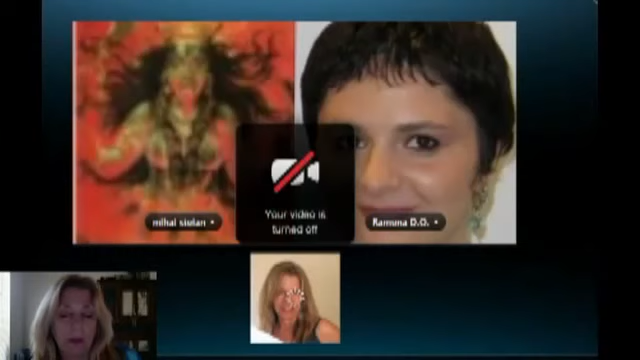 Your video is
turned off
mihai stoian
Ramona D.O.